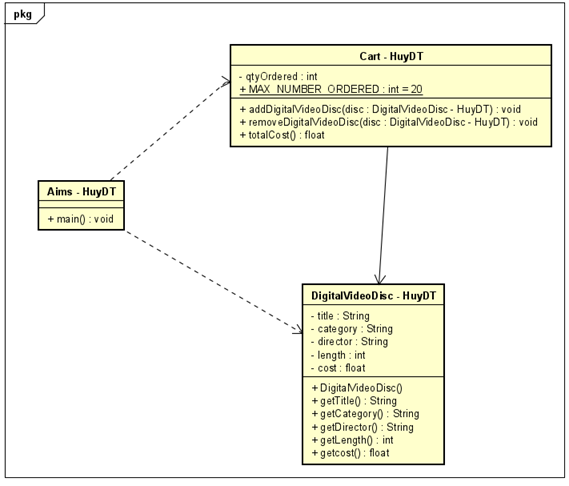 pkg
Cart - HuyDT
- qtyOrdered : int
+ MAX_NUMBER_ORDERED : int = 20
+ addDigitalVideoDisc(disc : DigitalVideoDisc - HuyDT) : void
+ removeDigitalVideoDisc(disc : DigitalVideoDisc - HuyDT) : void
+ totalCost() : float
Aims - HuyDT
+ main() : void
DigitalVideoDisc - HuyDT
- title : String
- category : String
- director : String
- length : int
- cost : float
+ DigitalVideoDisc()
+ getTitle() : String
+ getCategory() : String
+ getDirector() : String
+ getLength() : int
+ getcost() : float